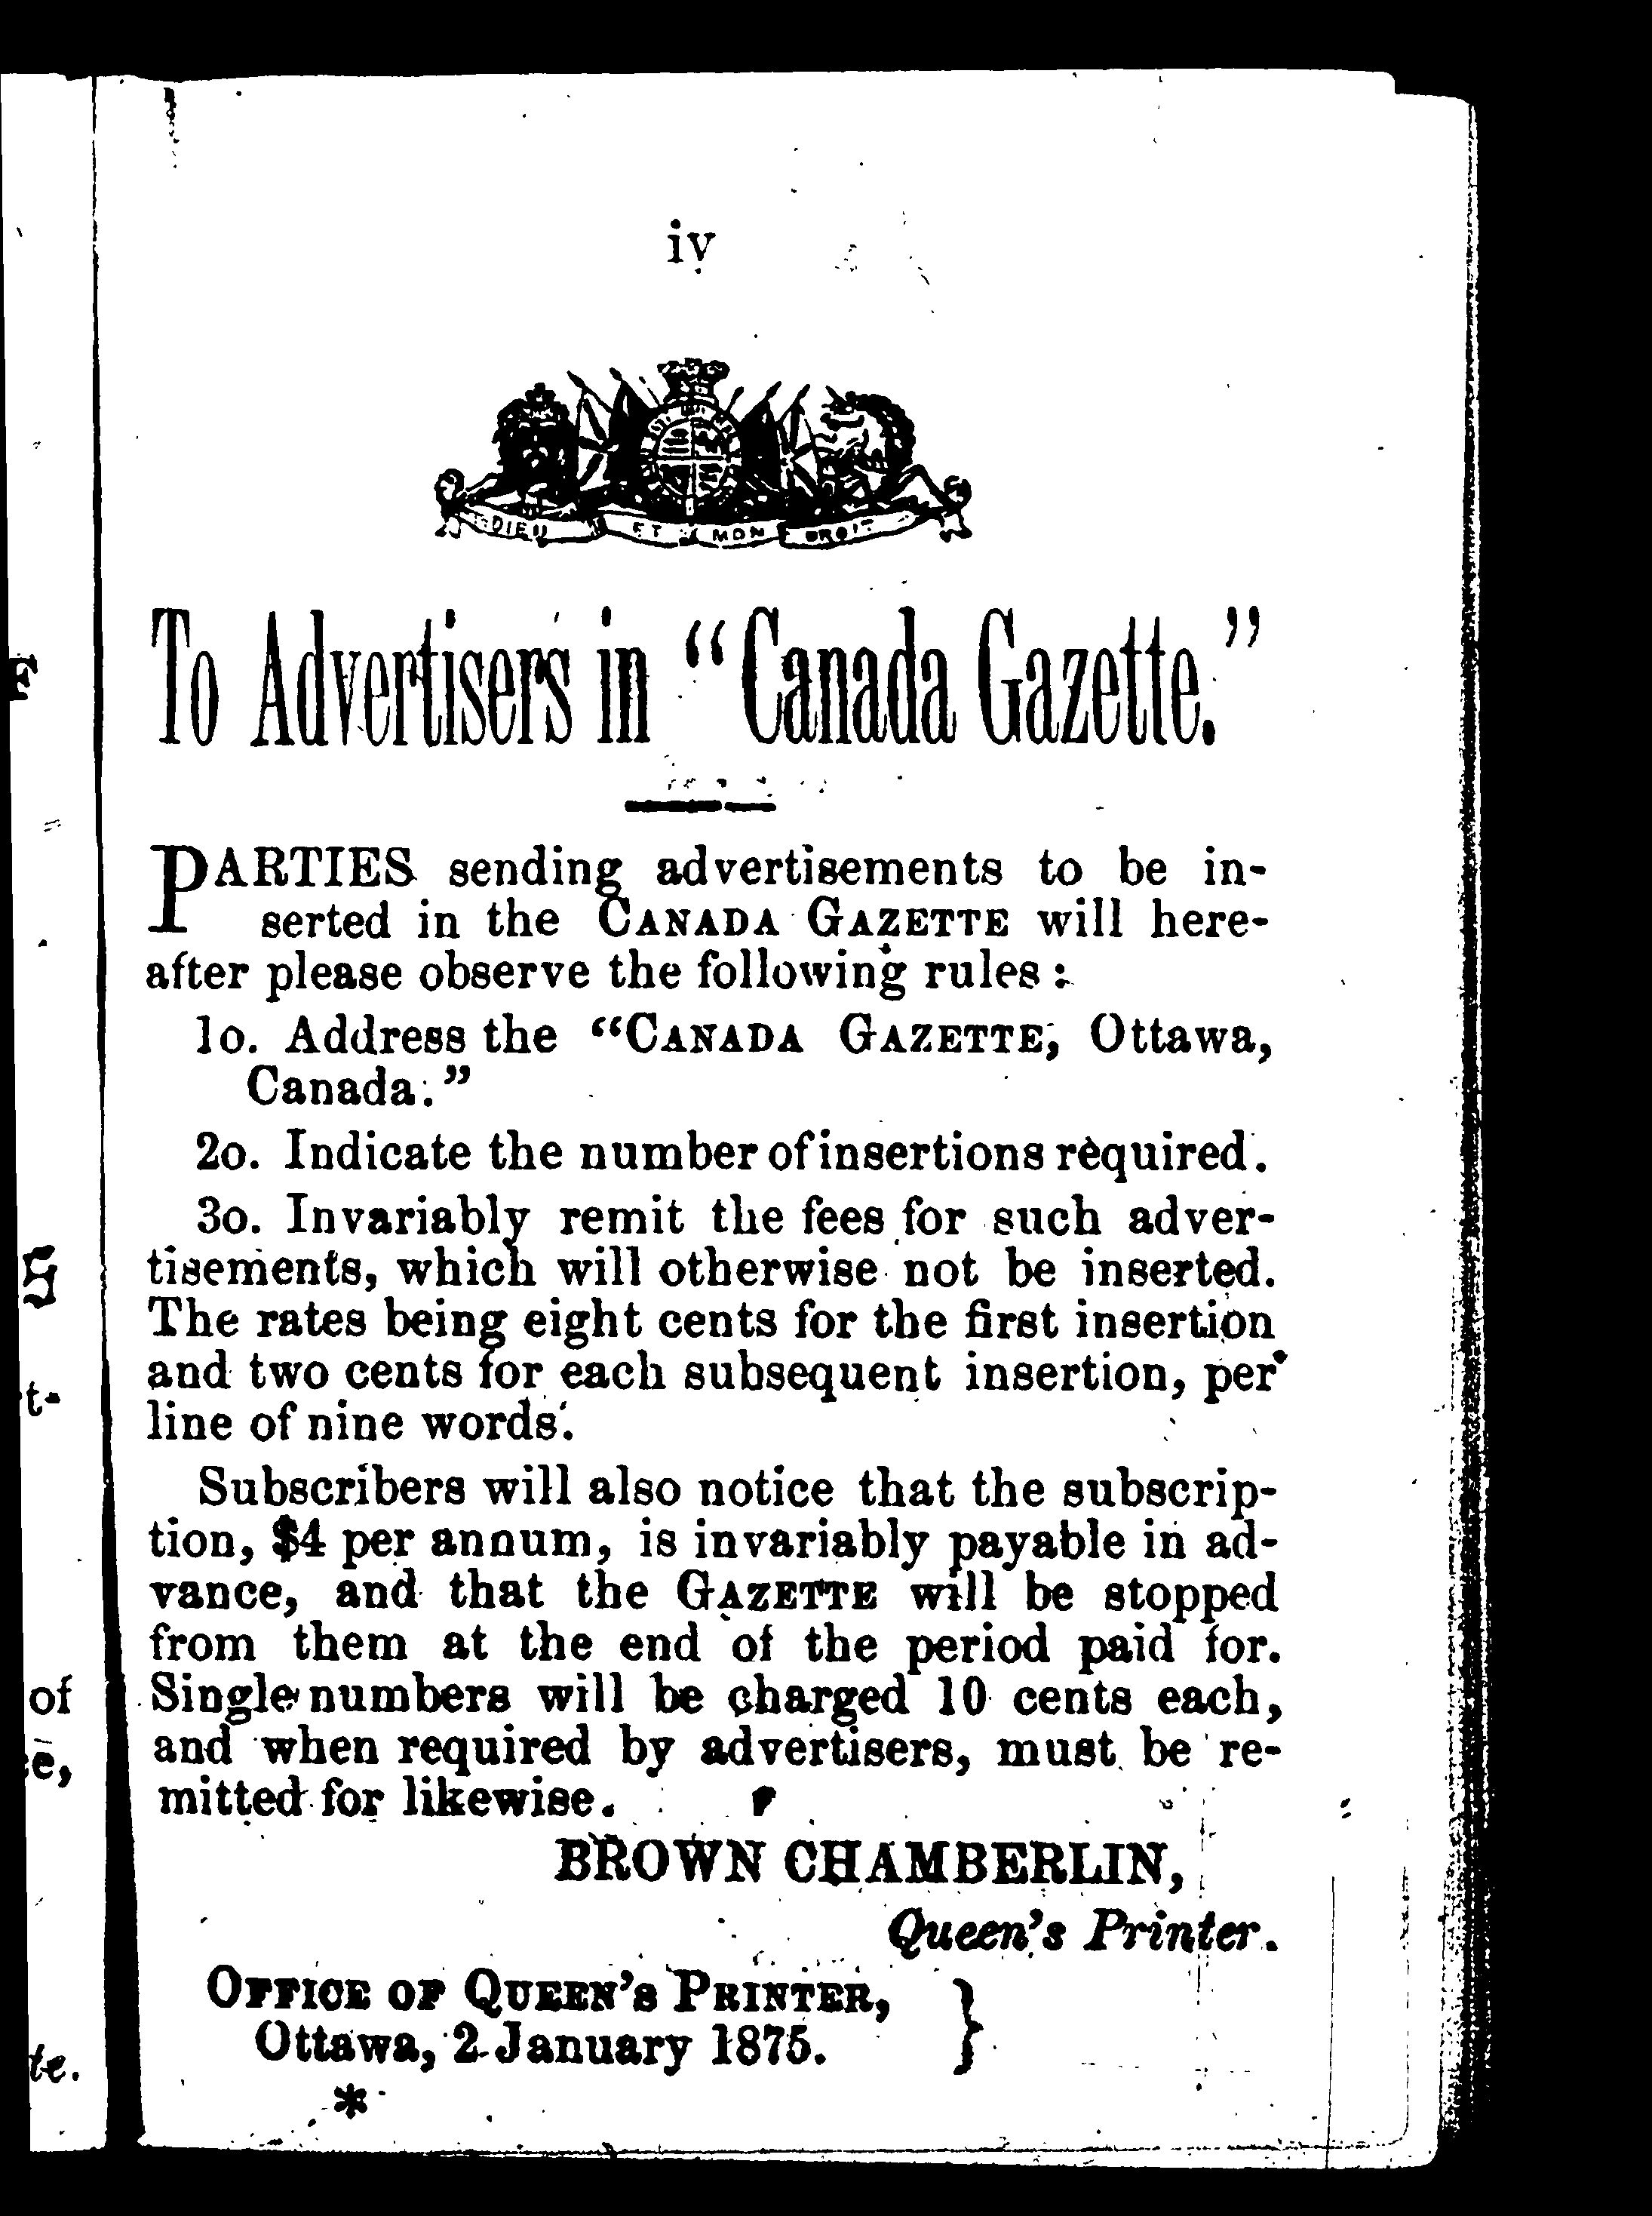 iv
DIEU ET MON DROIT
To Advertisers in "Canada Gazette."
PARTIES sending advertisements to be in-
serted in the CANADA GAZETTE will here-
after please observe the following rules :
1o. Address the "CANADA GAZETTE, Ottawa,
Canada."
2o. Indicate the number of insertions required.
3o. Invariably remit the fees for such adver-
tisements, which will otherwise not be inserted.
The rates being eight cents for the first insertion
and two cents for each subsequent insertion, per
line of nine words.
Subscribers will also notice that the subscrip-
tion, $4 per annum, is invariably payable in ad-
vance, and that the GAZETTE will be stopped
from them at the end of the period paid for.
Single numbers will be charged 10 cents each,
and when required by advertisers, must be re-
mitted for likewise.
BROWN CHAMBERLIN,
Queen's Printer.
OFFICE OF QUEEN'S PRINTER, }
Ottawa, 2 January 1875.
*
F
S
t-
of
e,
te.